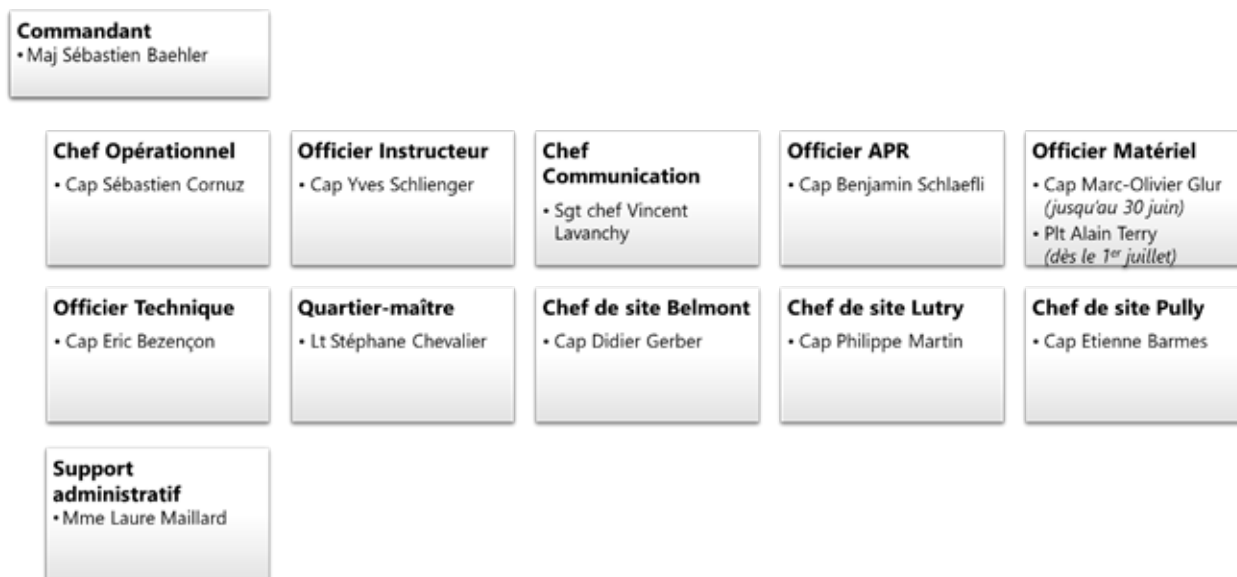 Commandant
• Maj Sébastien Baehler
Chef Opérationnel
• Cap Sébastien Cornuz
Officier Instructeur
• Cap Yves Schlienger
Chef
Communication
• Sgt chef Vincent
Lavanchy
Officier APR
• Cap Benjamin Schlaefli
Officier Matériel
• Cap Marc-Olivier Glur
(jusqu'au 30 juin)
• Plt Alain Terry
(dès le 1er juillet)
Officier Technique
• Cap Eric Bezençon
Quartier-maître
• Lt Stéphane Chevalier
Chef de site Belmont
• Cap Didier Gerber
Chef de site Lutry
• Cap Philippe Martin
Chef de site Pully
• Cap Etienne Barmes
Support
administratif
• Mme Laure Maillard